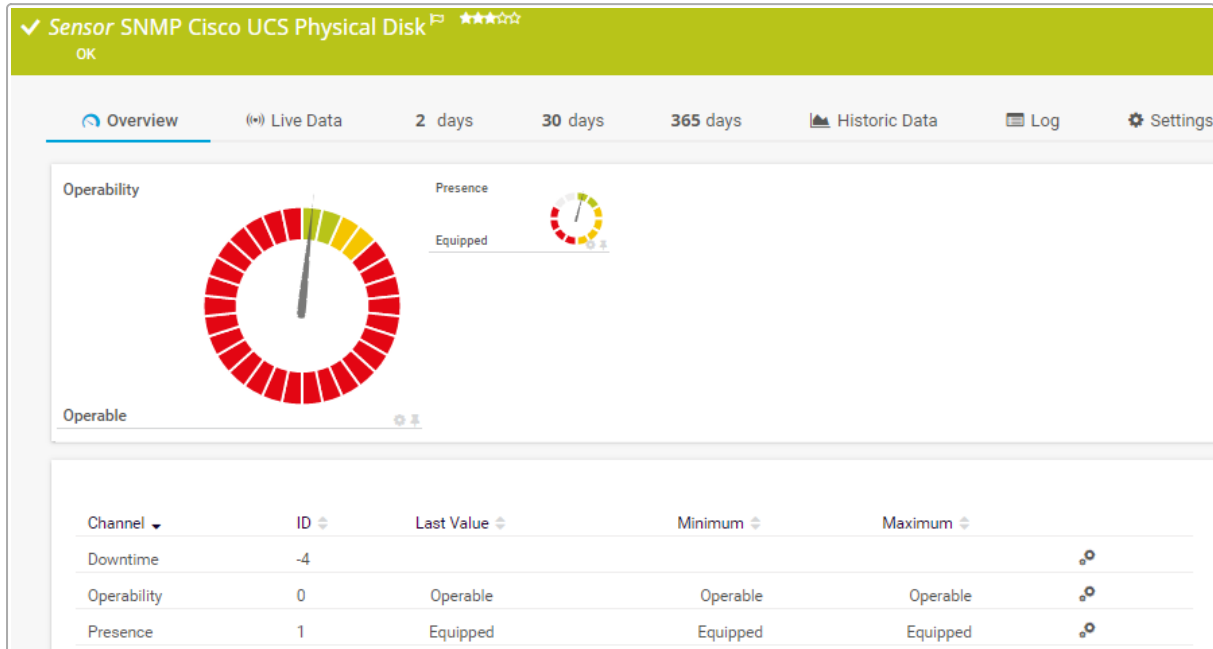 Sensor SNMP Cisco UCS Physical Disk
OK
Overview Live Data 2 days 30 days 365 days Historic Data Log Settings
Operability
Operable
Presence
Equipped
Channel ID Last Value Minimum Maximum
Downtime -4
Operability 0 Operable Operable Operable
Presence 1 Equipped Equipped Equipped